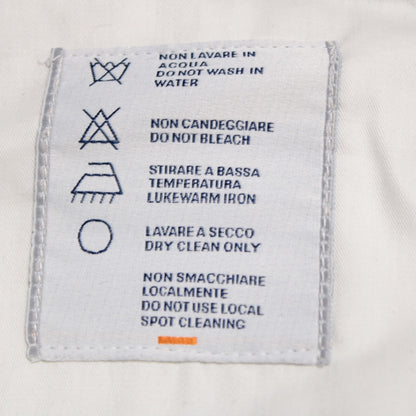 NON LAVARE IN
ACQUA
DO NOT WASH IN
WATER
NON CANDEGGIARE
DO NOT BLEACH
STIRARE A BASSA
TEMPERATURA
LUKEWARM IRON
LAVARE A SECCO
DRY CLEAN ONLY
NON SMACCHIARE
LOCALMENTE
DO NOT USE LOCAL
SPOT CLEANING